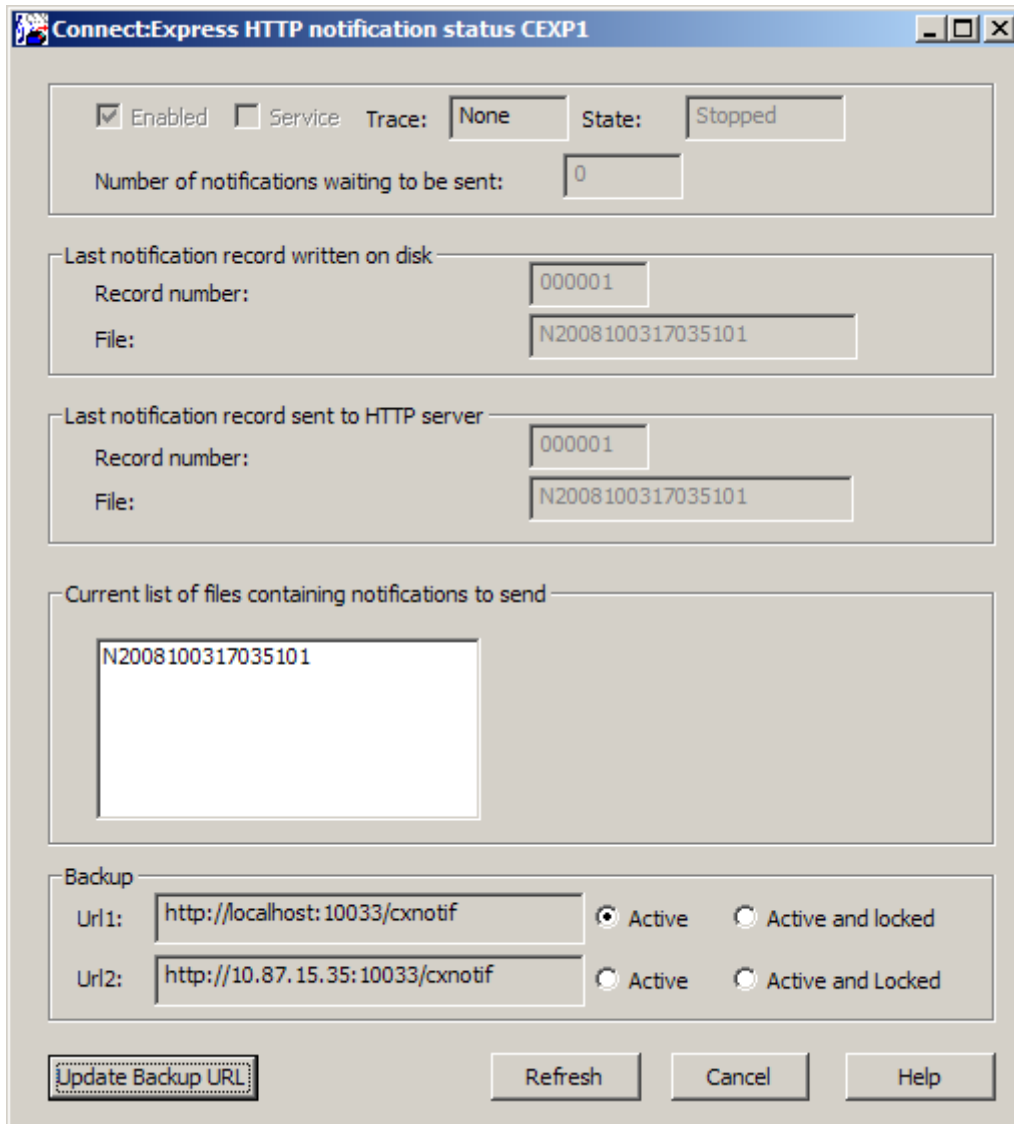 Connect:Express HTTP notification status CEXP1
Enabled Service Trace: None State: Stopped
Number of notifications waiting to be sent: 0
Last notification record written on disk
Record number: 000001
File: N2008100317035101
Last notification record sent to HTTP server
Record number: 000001
File: N2008100317035101
Current list of files containing notifications to send
N2008100317035101
Backup
Url1: http://localhost:10033/cxnotif Active Active and locked
Url2: http://10.87.15.35:10033/cxnotif Active Active and Locked
Update Backup URL Refresh Cancel Help